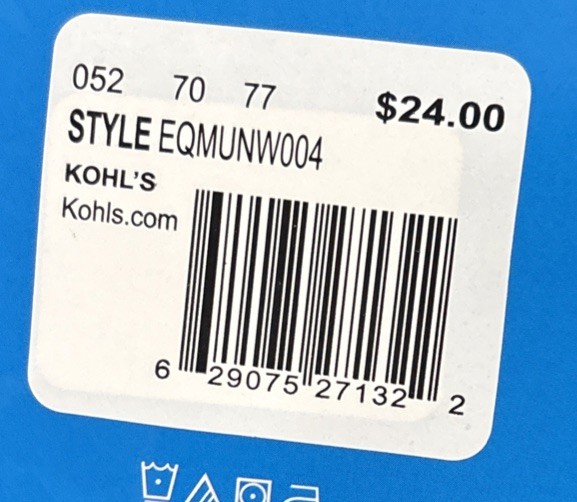 052 70 77 $24.00
STYLE EQMUNW004
KOHL'S
Kohls.com
6 29075 27132 2